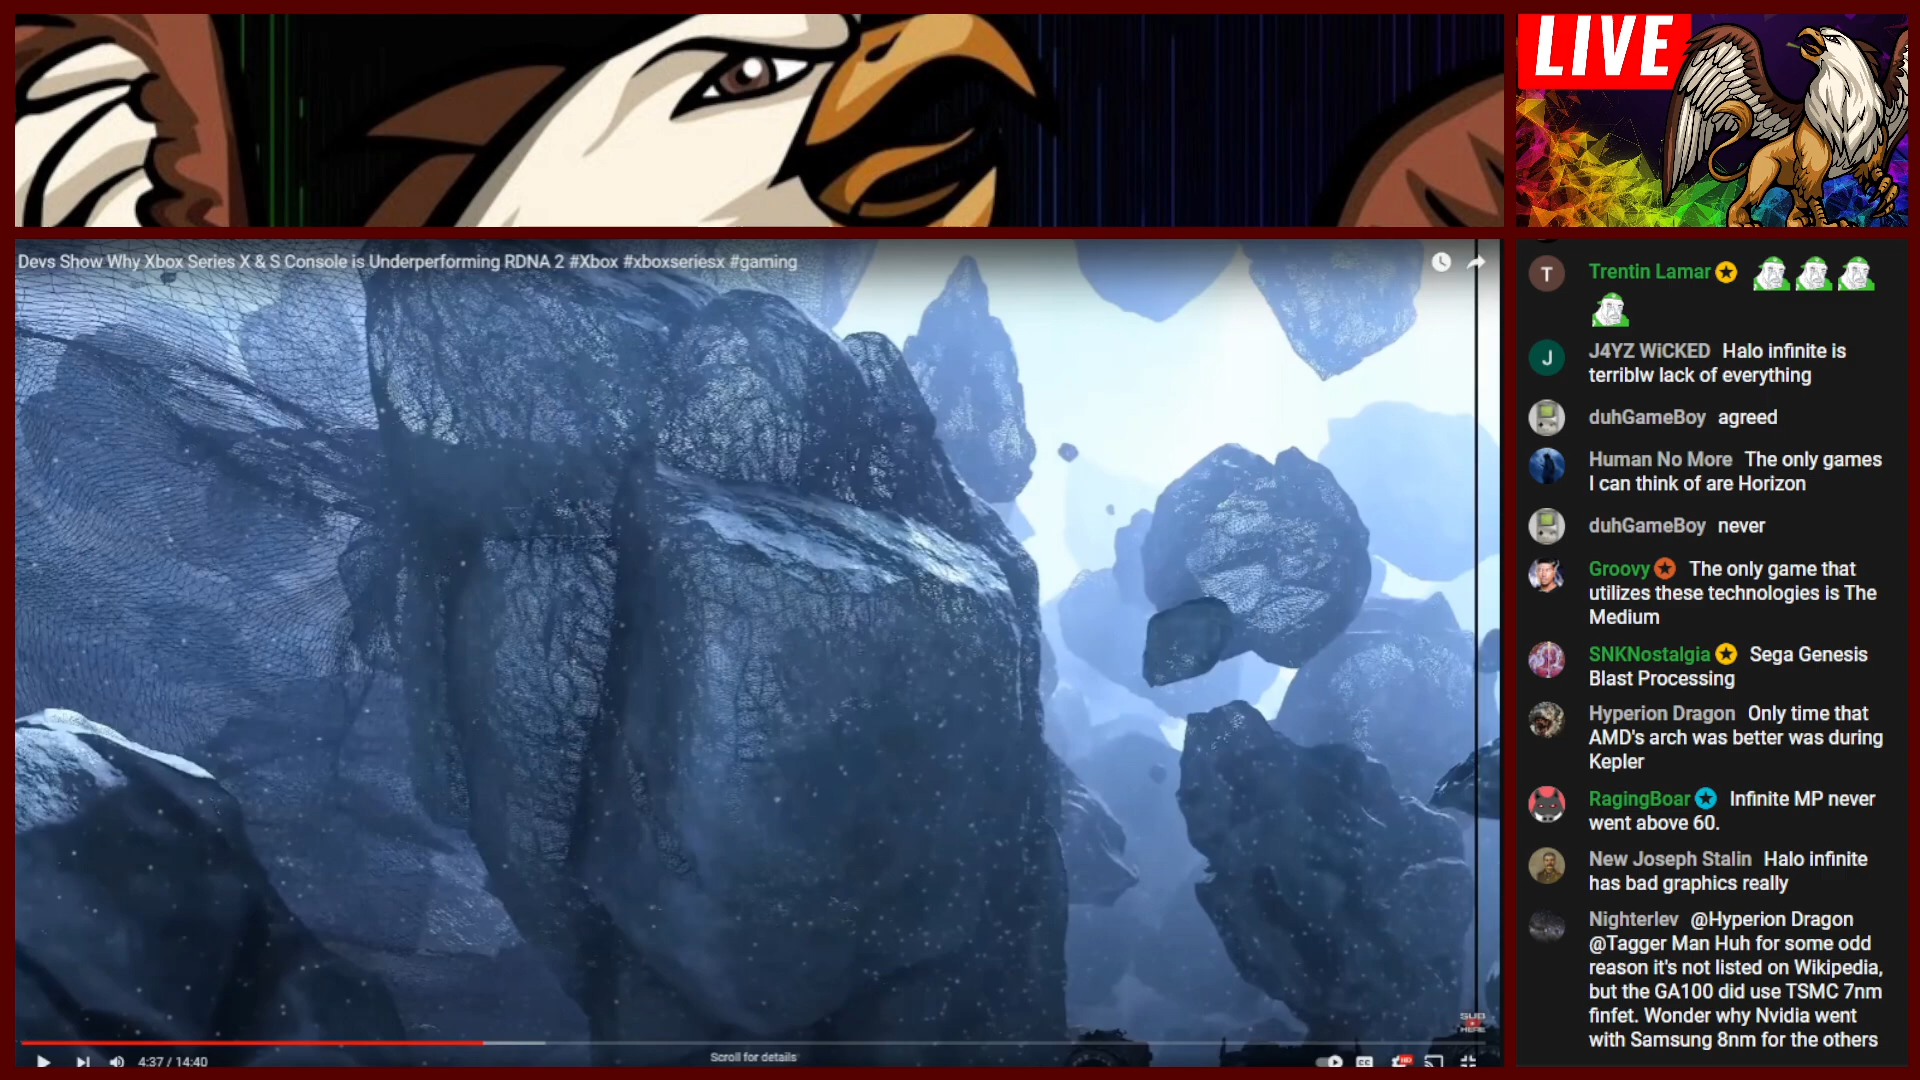 LIVE
Devs Show Why Xbox Series X & S Console is Underperforming RDNA 2 #Xbox #xboxseriesx #gaming
T
Trentin Lamar
J
J4YZ WiCKED Halo infinite is
terriblw lack of everything
duhGameBoy agreed
Human No More The only games
I can think of are Horizon
duhGameBoy never
Groovy The only game that
utilizes these technologies is The
Medium
SNKNostalgia Sega Genesis
Blast Processing
Hyperion Dragon Only time that
AMD's arch was better was during
Kepler
RagingBoar Infinite MP never
went above 60.
New Joseph Stalin Halo infinite
has bad graphics really
Nighterlev @Hyperion Dragon
@Tagger Man Huh for some odd
reason it's not listed on Wikipedia,
but the GA100 did use TSMC 7nm
finfet. Wonder why Nvidia went
with Samsung 8nm for the others
SUB
HERE
4:37 / 14:40
Scroll for details
CC
HD